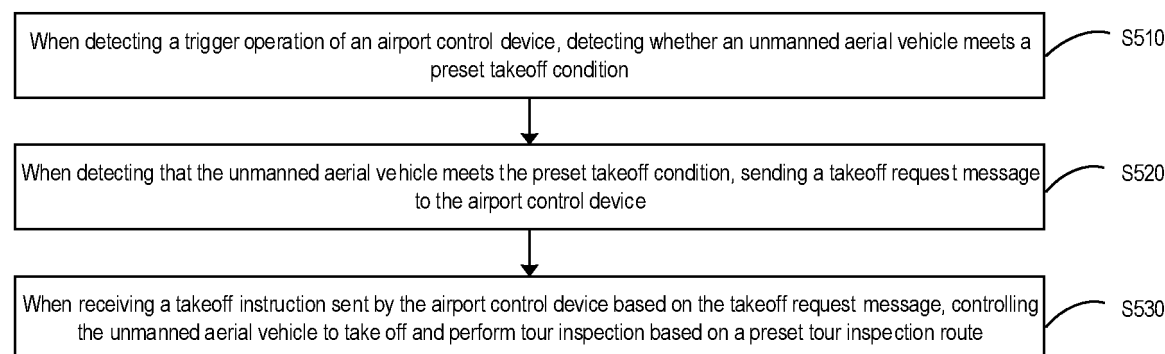 When detecting a trigger operation of an airport control device, detecting whether an unmanned aerial vehicle meets a
preset takeoff condition
S510
When detecting that the unmanned aerial vehicle meets the preset takeoff condition, sending a takeoff request message
to the airport control device
S520
When receiving a takeoff instruction sent by the airport control device based on the takeoff request message, controlling
the unmanned aerial vehicle to take off and perform tour inspection based on a preset tour inspection route
S530